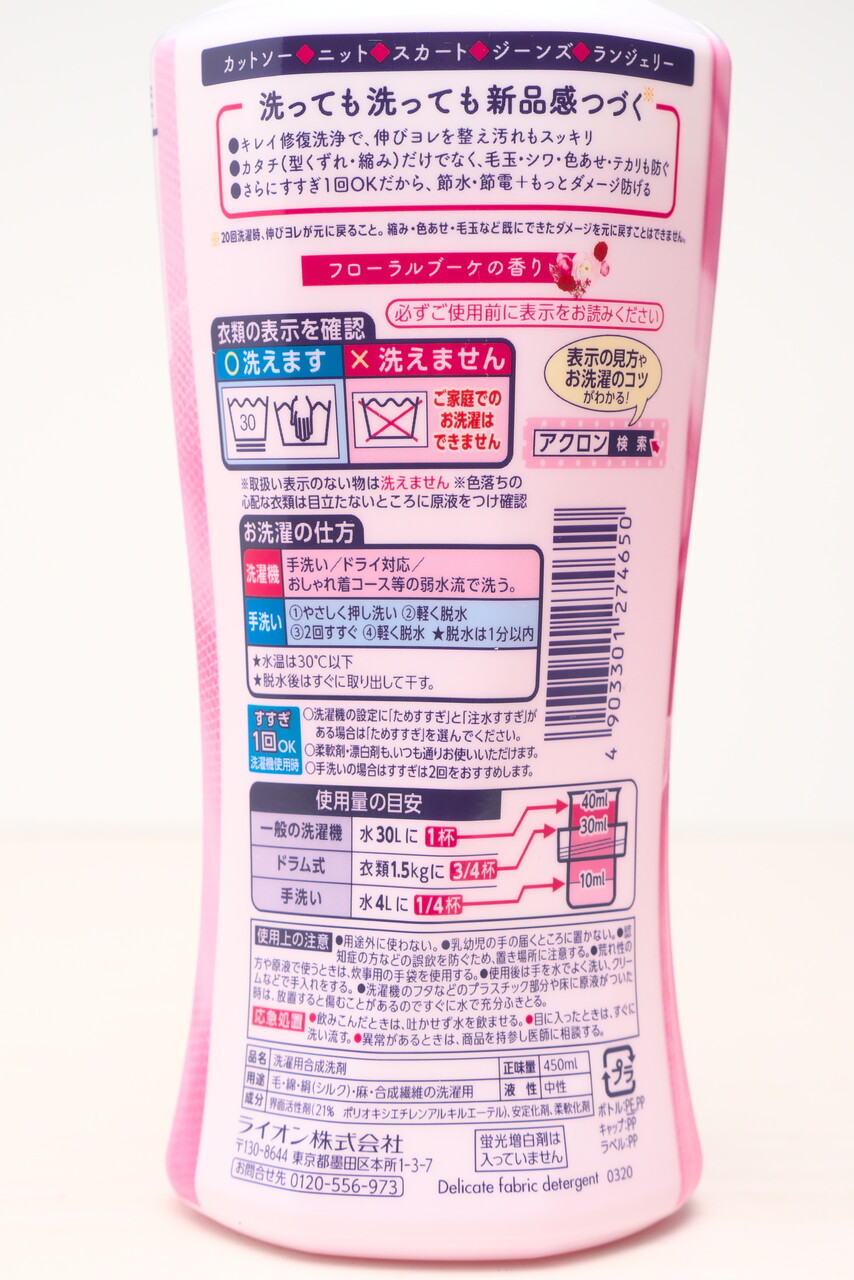 カットソー◆ニット◆スカート◆ジーンズ◆ランジェリー
洗っても洗っても新品感つづく※
●キレイ修復洗浄で、伸びヨレを整え汚れもスッキリ
●カタチ(型くずれ・縮み)だけでなく、毛玉・シワ・色あせ・テカリも防ぐ
●さらにすすぎ1回OKだから、節水・節電+もっとダメージ防げる
※20回洗濯時、伸びヨレが元に戻ること。縮み・色あせ・毛玉など既にできたダメージを元に戻すことはできません。
フローラルブーケの香り
必ずご使用前に表示をお読みください
衣類の表示を確認
○洗えます
×洗えません
30
ご家庭での
お洗濯は
できません
表示の見方や
お洗濯のコツ
がわかる!
アクロン 検索
※取扱い表示のない物は洗えません ※色落ちの
心配な衣類は目立たないところに原液をつけ確認
お洗濯の仕方
洗濯機
手洗い/ドライ対応/
おしゃれ着コース等の弱水流で洗う。
手洗い
①やさしく押し洗い ②軽く脱水
③2回すすぐ ④軽く脱水 ★脱水は1分以内
★水温は30℃以下
★脱水後はすぐに取り出して干す。
4 903301 274650
すすぎ
1回OK
洗濯機使用時
○洗濯機の設定に「ためすすぎ」と「注水すすぎ」が
ある場合は「ためすすぎ」を選んでください。
○柔軟剤・漂白剤も、いつも通りお使いいただけます。
○手洗いの場合はすすぎは2回をおすすめします。
使用量の目安
一般の洗濯機 水30Lに 1杯
ドラム式 衣類1.5kgに 3/4杯
手洗い 水4Lに 1/4杯
40ml
30ml
10ml
使用上の注意 ●用途外に使わない。●乳幼児の手の届くところに置かない。●認
知症の方などの誤飲を防ぐため、置き場所に注意する。●荒れ性の
方や原液で使うときは、炊事用の手袋を使用する。●使用後は手を水でよく洗い、クリー
ムなどで手入れをする。●洗濯機のフタなどのプラスチック部分や床に原液がついた
時は、放置すると傷むことがあるのですぐに水で充分ふきとる。
応急処置 ●飲みこんだときは、吐かせず水を飲ませる。●目に入ったときは、すぐに
洗い流す。●異常があるときは、商品を持参し医師に相談する。
品名 洗濯用合成洗剤 正味量 450ml
用途 毛・綿・絹(シルク)・麻・合成繊維の洗濯用 液性 中性
成分 界面活性剤(21% ポリオキシエチレンアルキルエーテル)、安定化剤、柔軟化剤
プラ
ボトル:PE,PP
キャップ:PP
ラベル:PP
ライオン株式会社
〒130-8644 東京都墨田区本所1-3-7
お問合せ先 0120-556-973
蛍光増白剤は
入っていません
Delicate fabric detergent 0320